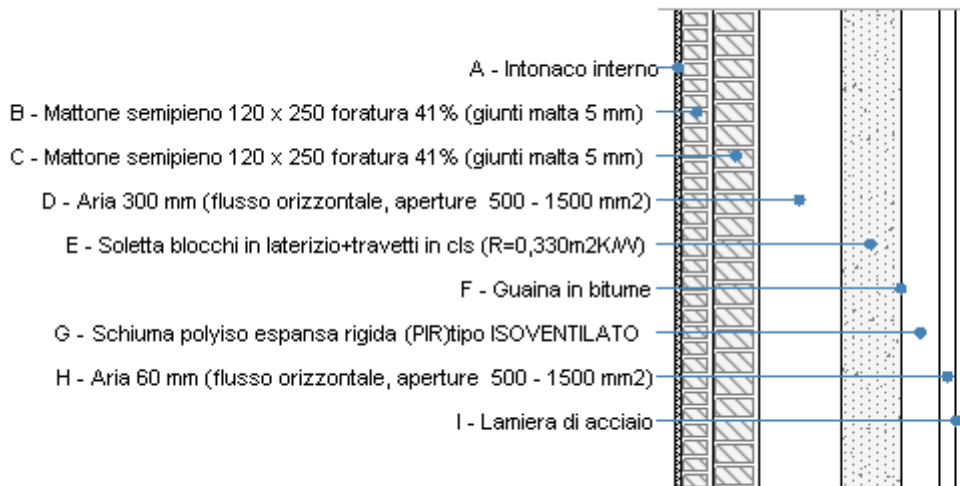 A - Intonaco interno
B - Mattone semipieno 120 x 250 foratura 41% (giunti malta 5 mm)
C - Mattone semipieno 120 x 250 foratura 41% (giunti malta 5 mm)
D - Aria 300 mm (flusso orizzontale, aperture  500 - 1500 mm2)
E - Soletta blocchi in laterizio+travetti in cls (R=0,330m2K/W)
F - Guaina in bitume
G - Schiuma polyiso espansa rigida (PIR)tipo ISOVENTILATO
H - Aria 60 mm (flusso orizzontale, aperture  500 - 1500 mm2)
I - Lamiera di acciaio